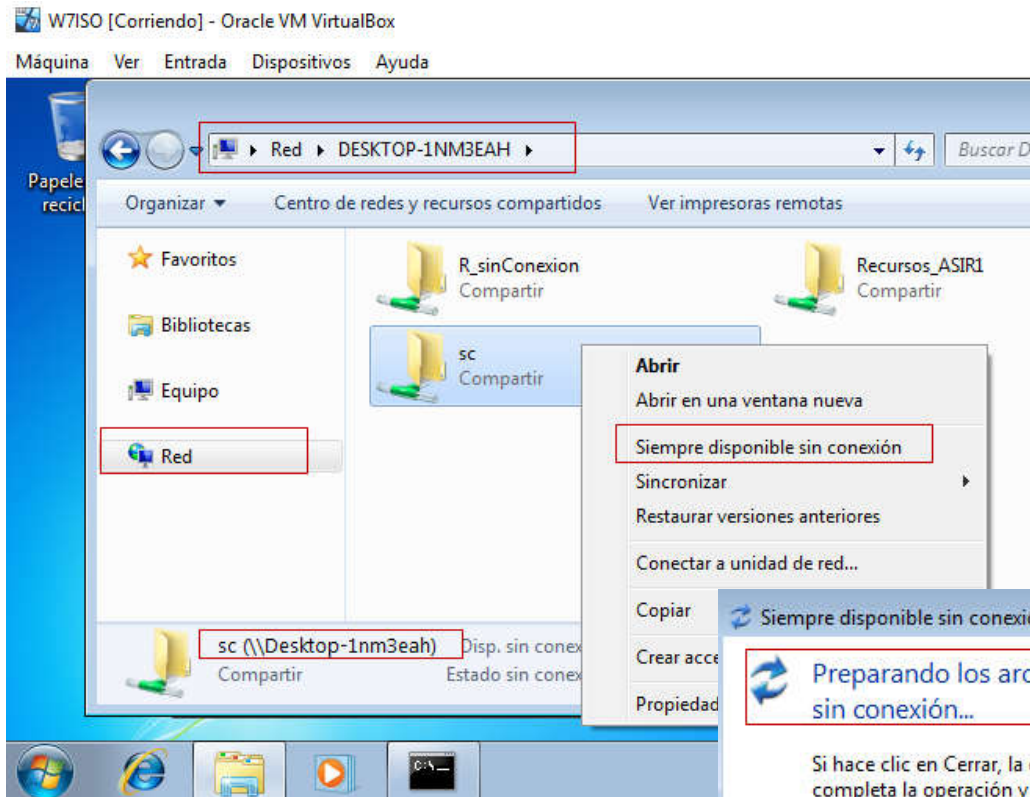 W7ISO [Corriendo] - Oracle VM VirtualBox
Máquina Ver Entrada Dispositivos Ayuda
Red DESKTOP-1NM3EAH
Buscar D
Papele
recicl
Organizar Centro de redes y recursos compartidos Ver impresoras remotas
Favoritos
Bibliotecas
Equipo
Red
R_sinConexion
Compartir
Recursos_ASIR1
Compartir
sc
Compartir
Abrir
Abrir en una ventana nueva
Siempre disponible sin conexión
Sincronizar
Restaurar versiones anteriores
Conectar a unidad de red...
Copiar
Crear acce
Propiedad
sc (\\Desktop-1nm3eah) Disp. sin conex
Compartir Estado sin conex
Siempre disponible sin conexió
Preparando los arc
sin conexión...
Si hace clic en Cerrar, la
completa la operación y
C:\_